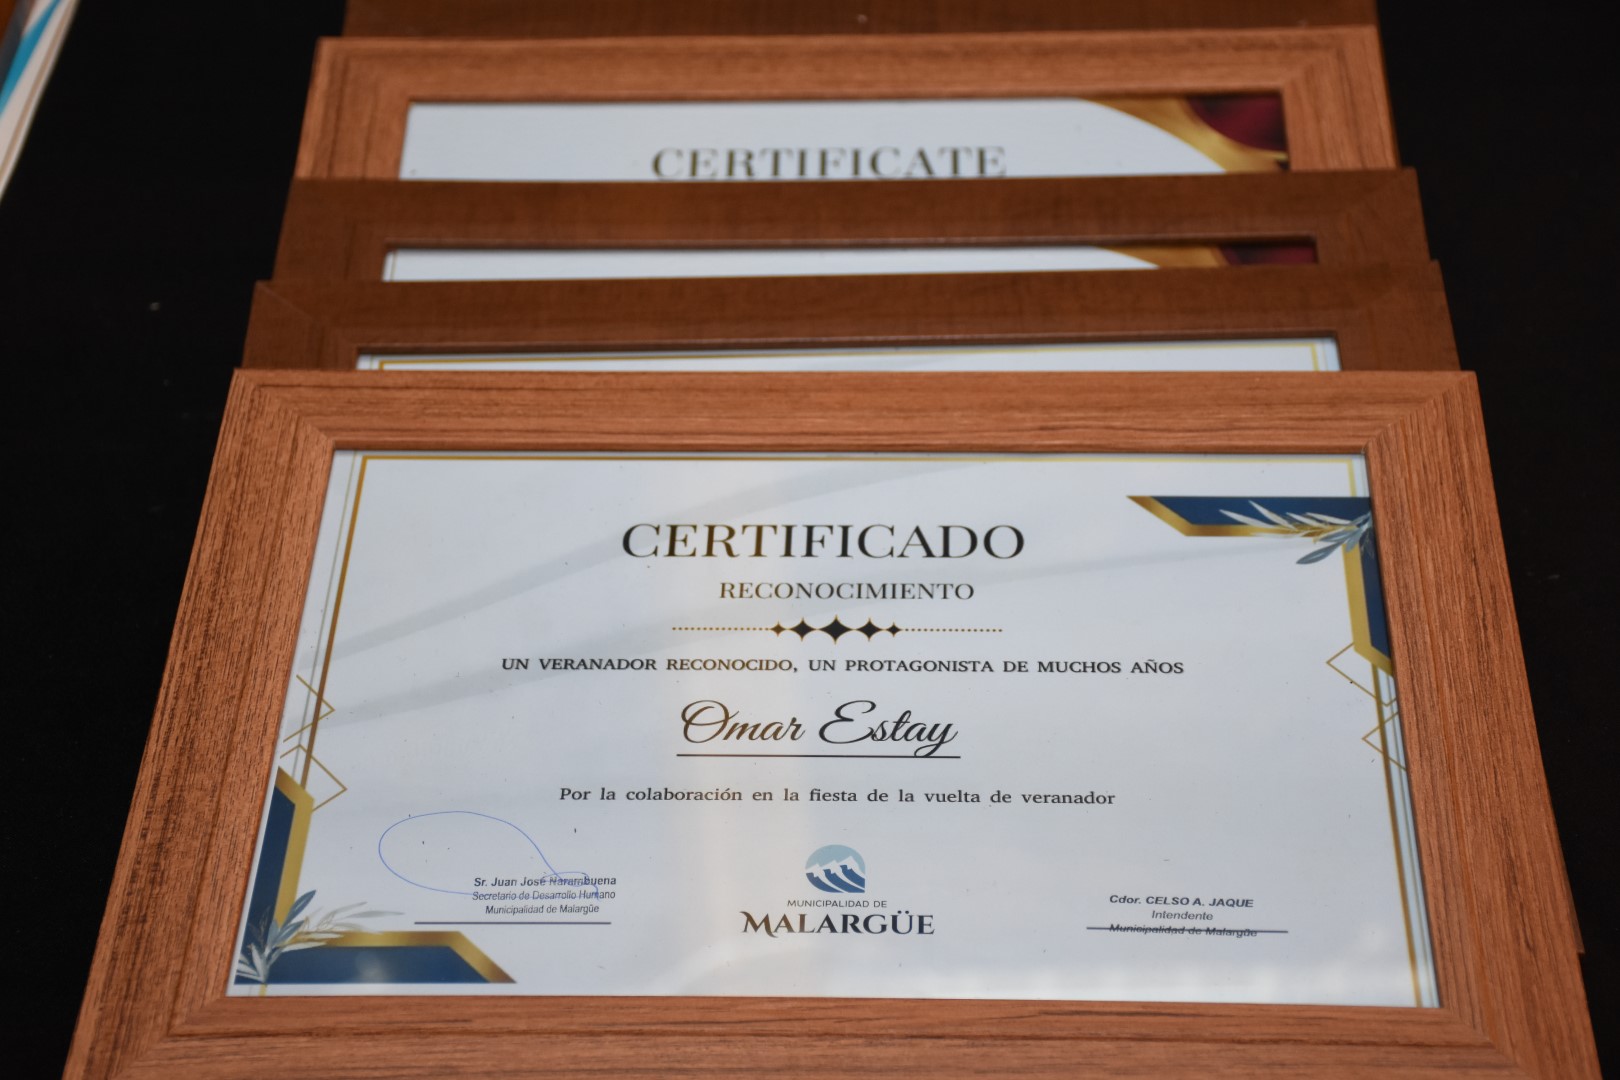 CERTIFICATE
CERTIFICADO
RECONOCIMIENTO
UN VERANADOR RECONOCIDO, UN PROTAGONISTA DE MUCHOS AÑOS
Omar Estay
Por la colaboración en la fiesta de la vuelta de veranador
Sr. Juan José Narambuena
Secretario de Desarrollo Humano
Municipalidad de Malargüe
MUNICIPALIDAD DE
MALARGÜE
Cdor. CELSO A. JAQUE
Intendente
Municipalidad de Malargüe